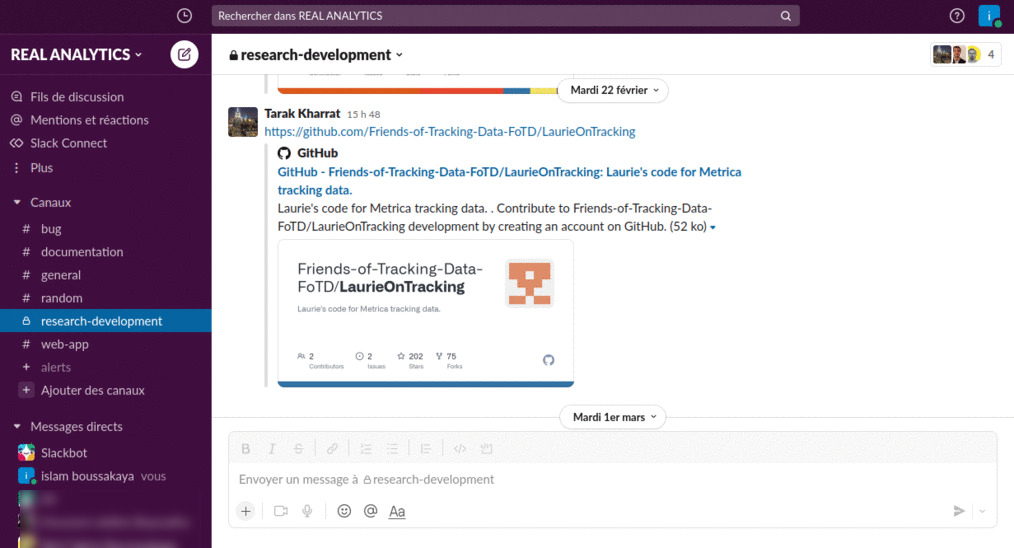 Rechercher dans REAL ANALYTICS
REAL ANALYTICS
Fils de discussion
Mentions et réactions
Slack Connect
Plus
Canaux
# bug
# documentation
# general
# random
research-development
# web-app
+ alerts
+ Ajouter des canaux
Messages directs
Slackbot
islam boussakaya vous
research-development
4
Mardi 22 février
Tarak Kharrat 15 h 48
https://github.com/Friends-of-Tracking-Data-FoTD/LaurieOnTracking
GitHub
GitHub - Friends-of-Tracking-Data-FoTD/LaurieOnTracking: Laurie's code for Metrica
tracking data.
Laurie's code for Metrica tracking data. . Contribute to Friends-of-Tracking-Data-
FoTD/LaurieOnTracking development by creating an account on GitHub. (52 ko)
Friends-of-Tracking-Data-
FoTD/LaurieOnTracking
Laurie's code for Metrica tracking data.
2 2 202 75
Contributors Issues Stars Forks
Mardi 1er mars
B I S
Envoyer un message à research-development
+ @ Aa